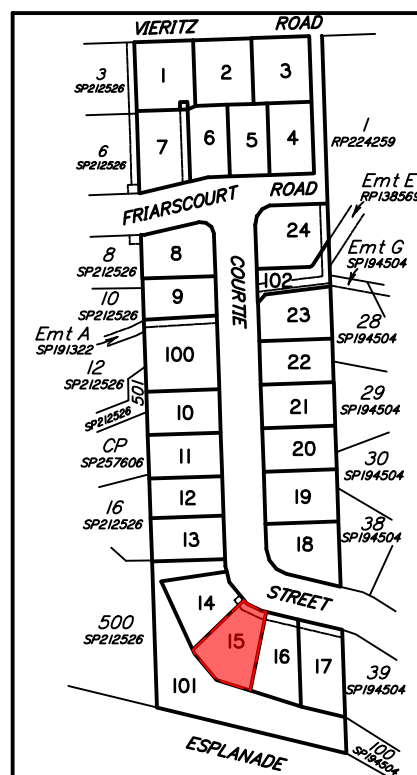 VIERITZ ROAD
3
SP212526
1
2
3
6
SP212526
7
6
5
4
1
RP224259
FRIARSCOURT ROAD
Emt E
RP138569
8
SP212526
8
24
Emt G
SP194504
102
10
SP212526
9
COURTIE
23
28
SP194504
Emt A
SP191322
12
SP212526
501
SP212526
100
22
29
SP194504
10
21
CP
SP257606
11
20
30
SP194504
16
SP212526
12
19
38
SP194504
13
18
STREET
500
SP212526
14
15
16
17
39
SP194504
101
100
SP194504
ESPLANADE